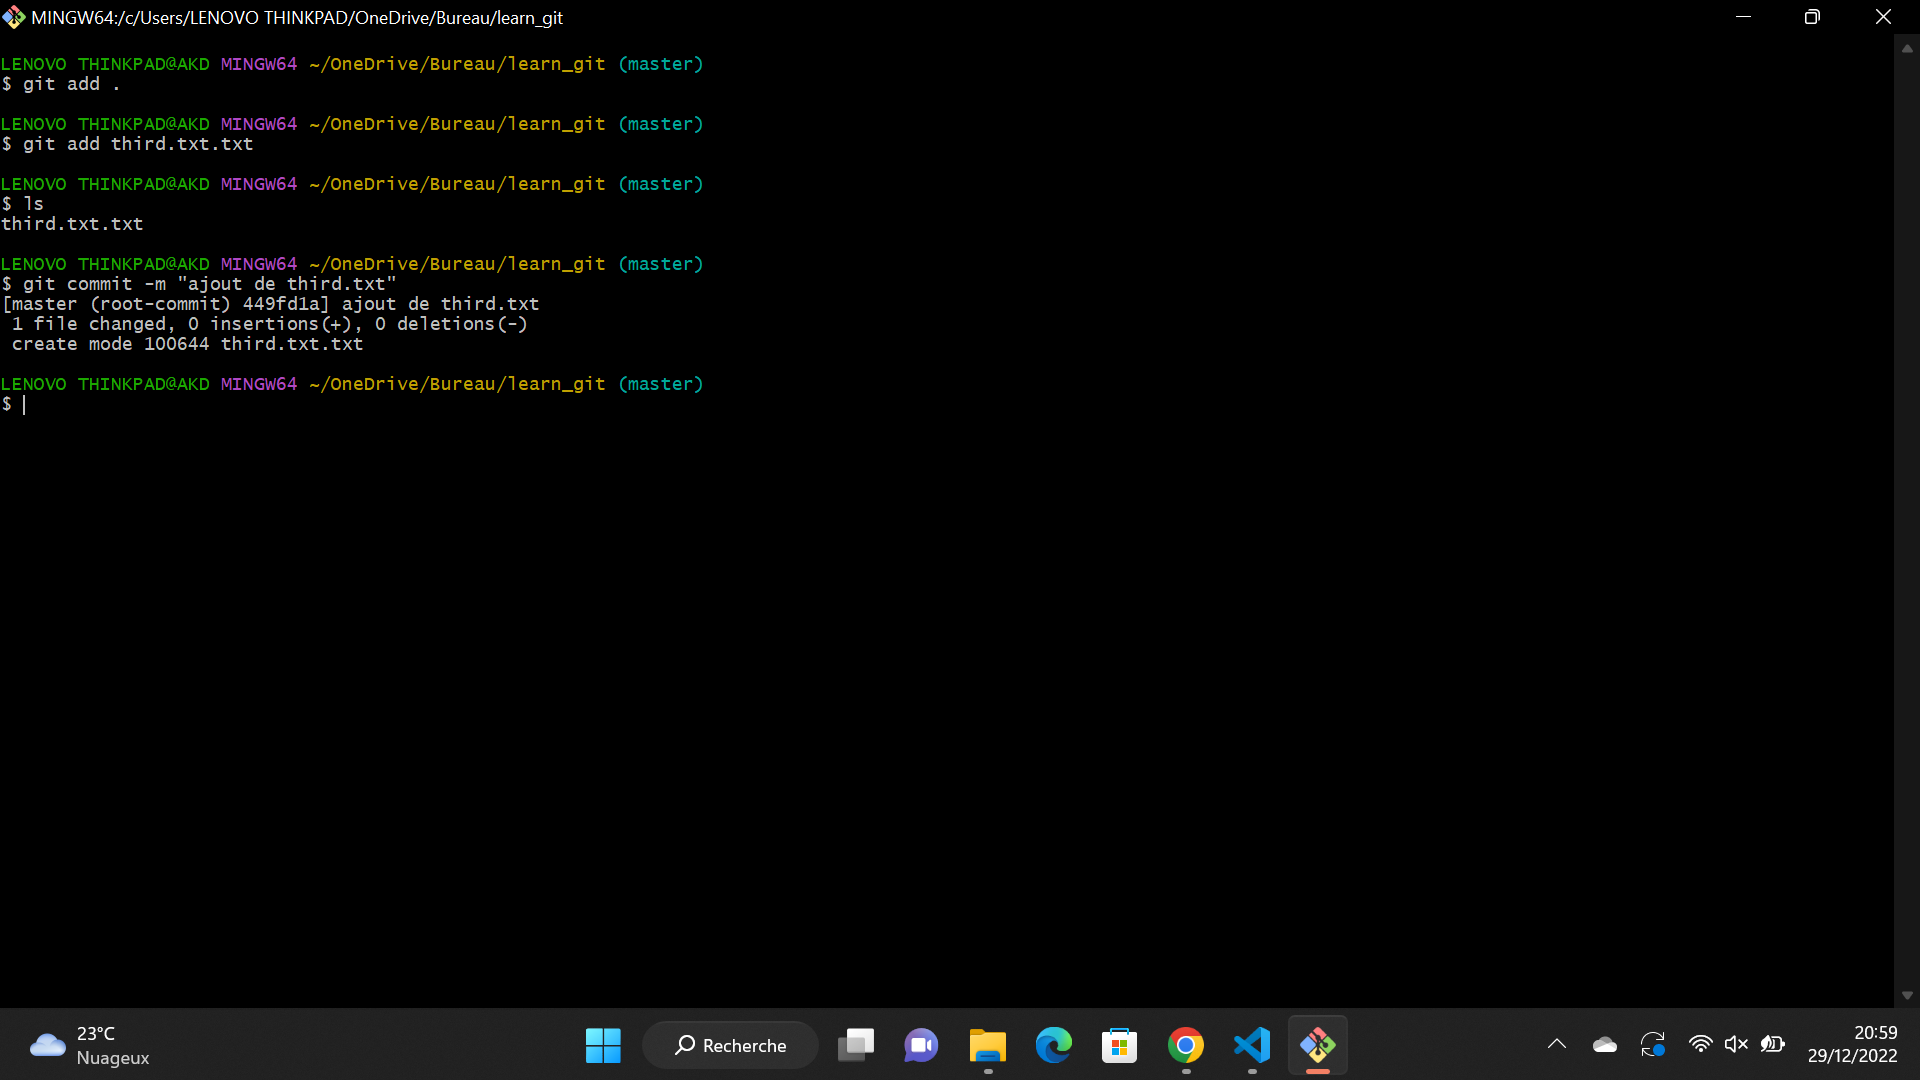 MINGW64:/c/Users/LENOVO THINKPAD/OneDrive/Bureau/learn_git
LENOVO THINKPAD@AKD MINGW64 ~/OneDrive/Bureau/learn_git (master)
$ git add .
LENOVO THINKPAD@AKD MINGW64 ~/OneDrive/Bureau/learn_git (master)
$ git add third.txt.txt
LENOVO THINKPAD@AKD MINGW64 ~/OneDrive/Bureau/learn_git (master)
$ ls
third.txt.txt
LENOVO THINKPAD@AKD MINGW64 ~/OneDrive/Bureau/learn_git (master)
$ git commit -m "ajout de third.txt"
[master (root-commit) 449fd1a] ajout de third.txt
 1 file changed, 0 insertions(+), 0 deletions(-)
 create mode 100644 third.txt.txt
LENOVO THINKPAD@AKD MINGW64 ~/OneDrive/Bureau/learn_git (master)
$
23°C
Nuageux
Recherche
20:59
29/12/2022